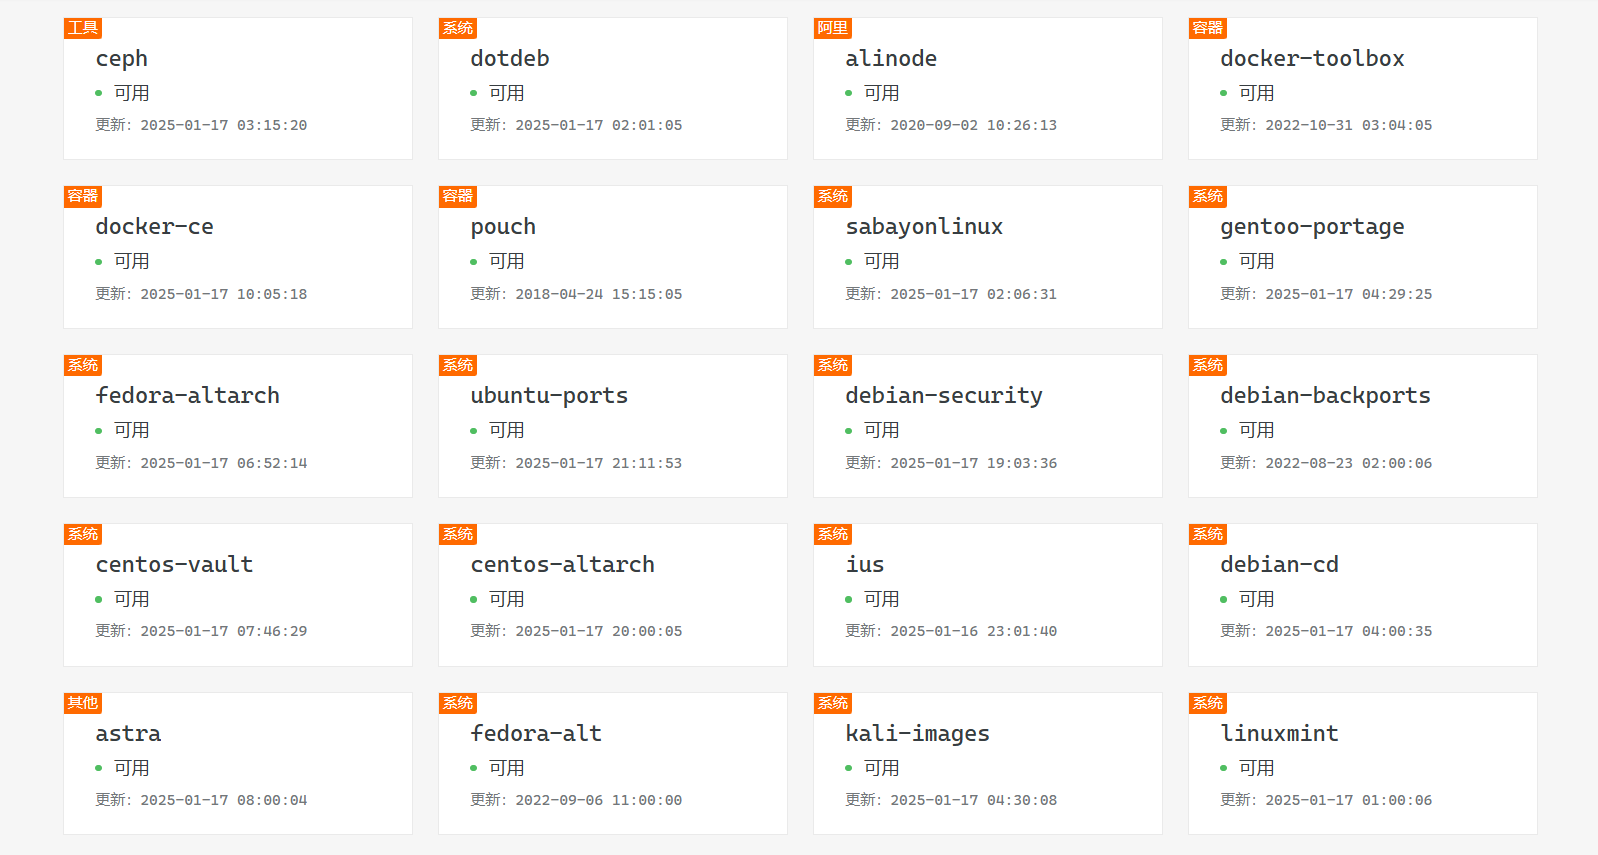 工具
ceph
可用
更新: 2025-01-17 03:15:20
系统
dotdeb
可用
更新: 2025-01-17 02:01:05
阿里
alinode
可用
更新: 2020-09-02 10:26:13
容器
docker-toolbox
可用
更新: 2022-10-31 03:04:05
容器
docker-ce
可用
更新: 2025-01-17 10:05:18
容器
pouch
可用
更新: 2018-04-24 15:15:05
系统
sabayonlinux
可用
更新: 2025-01-17 02:06:31
系统
gentoo-portage
可用
更新: 2025-01-17 04:29:25
系统
fedora-altarch
可用
更新: 2025-01-17 06:52:14
系统
ubuntu-ports
可用
更新: 2025-01-17 21:11:53
系统
debian-security
可用
更新: 2025-01-17 19:03:36
系统
debian-backports
可用
更新: 2022-08-23 02:00:06
系统
centos-vault
可用
更新: 2025-01-17 07:46:29
系统
centos-altarch
可用
更新: 2025-01-17 20:00:05
系统
ius
可用
更新: 2025-01-16 23:01:40
系统
debian-cd
可用
更新: 2025-01-17 04:00:35
其他
astra
可用
更新: 2025-01-17 08:00:04
系统
fedora-alt
可用
更新: 2022-09-06 11:00:00
系统
kali-images
可用
更新: 2025-01-17 04:30:08
系统
linuxmint
可用
更新: 2025-01-17 01:00:06